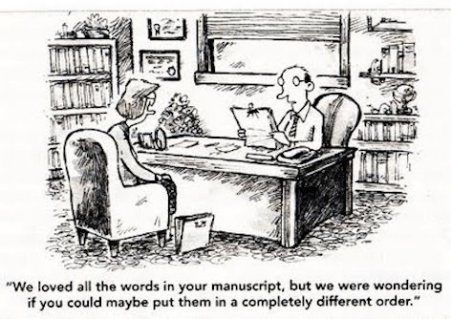 "We loved all the words in your manuscript, but we were wondering
if you could maybe put them in a completely different order."